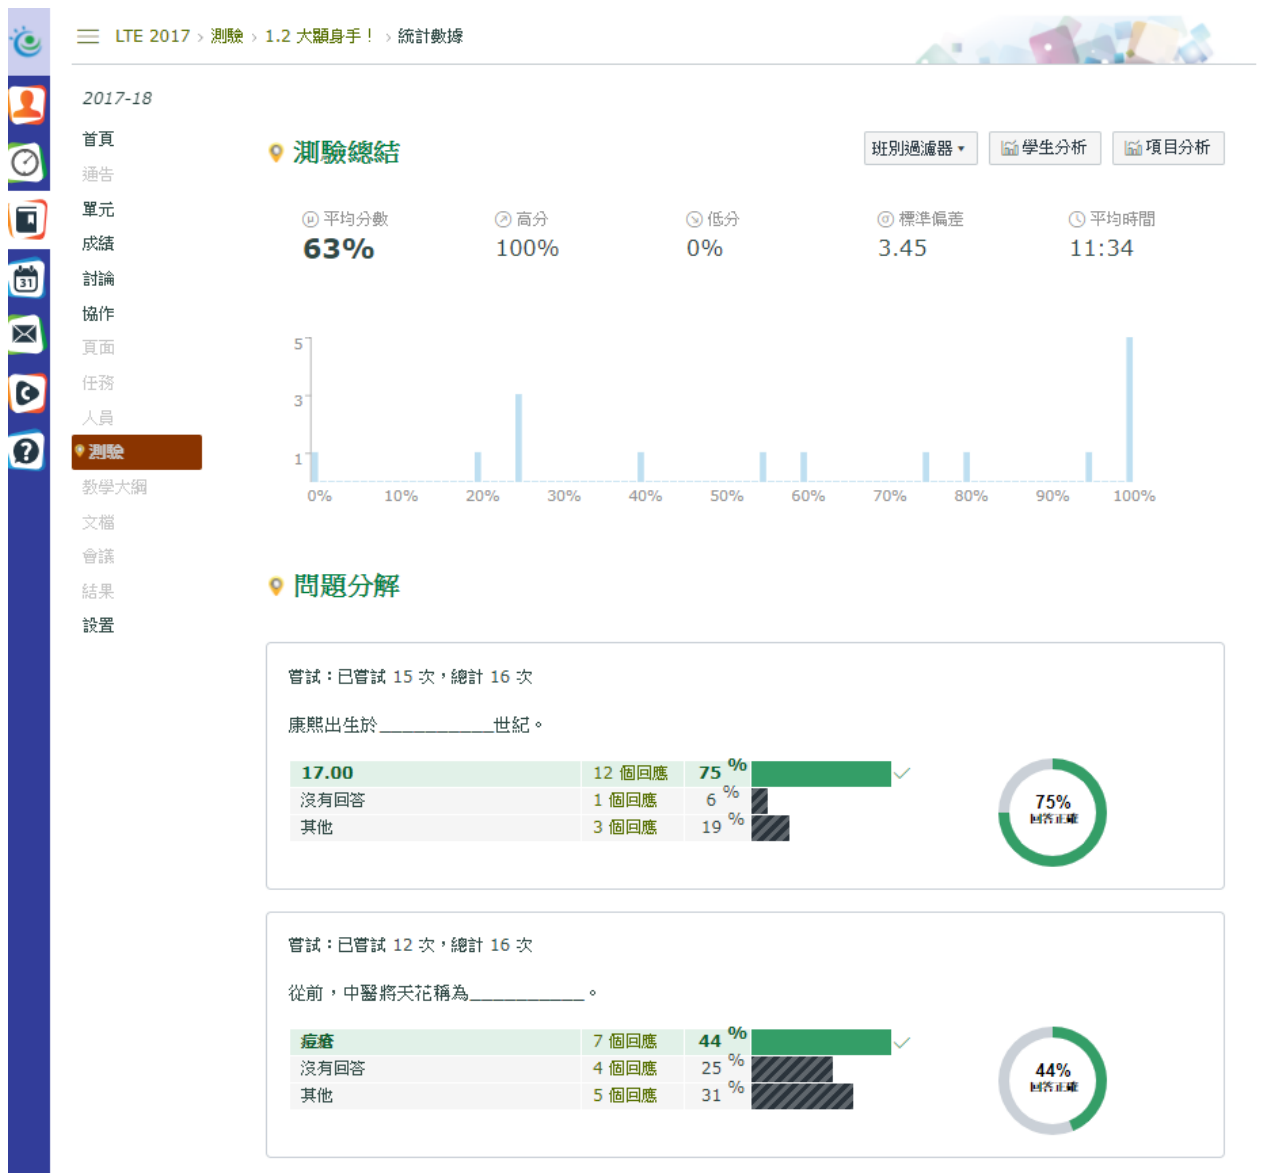 LTE 2017 › 測驗 › 1.2 大顯身手！ › 統計數據
2017-18
首頁
通告
單元
成績
討論
協作
頁面
任務
人員
測驗
教學大綱
文檔
會議
結果
設置
31
測驗總結
班別過濾器
學生分析
項目分析
平均分數
63%
高分
100%
低分
0%
標準偏差
3.45
平均時間
11:34
5
3
1
0% 10% 20% 30% 40% 50% 60% 70% 80% 90% 100%
問題分解
嘗試：已嘗試 15 次，總計 16 次
康熙出生於__________世紀。
17.00 12 個回應 75 %
沒有回答 1 個回應 6 %
其他 3 個回應 19 %
75%
回答正確
嘗試：已嘗試 12 次，總計 16 次
從前，中醫將天花稱為__________。
痘瘡 7 個回應 44 %
沒有回答 4 個回應 25 %
其他 5 個回應 31 %
44%
回答正確